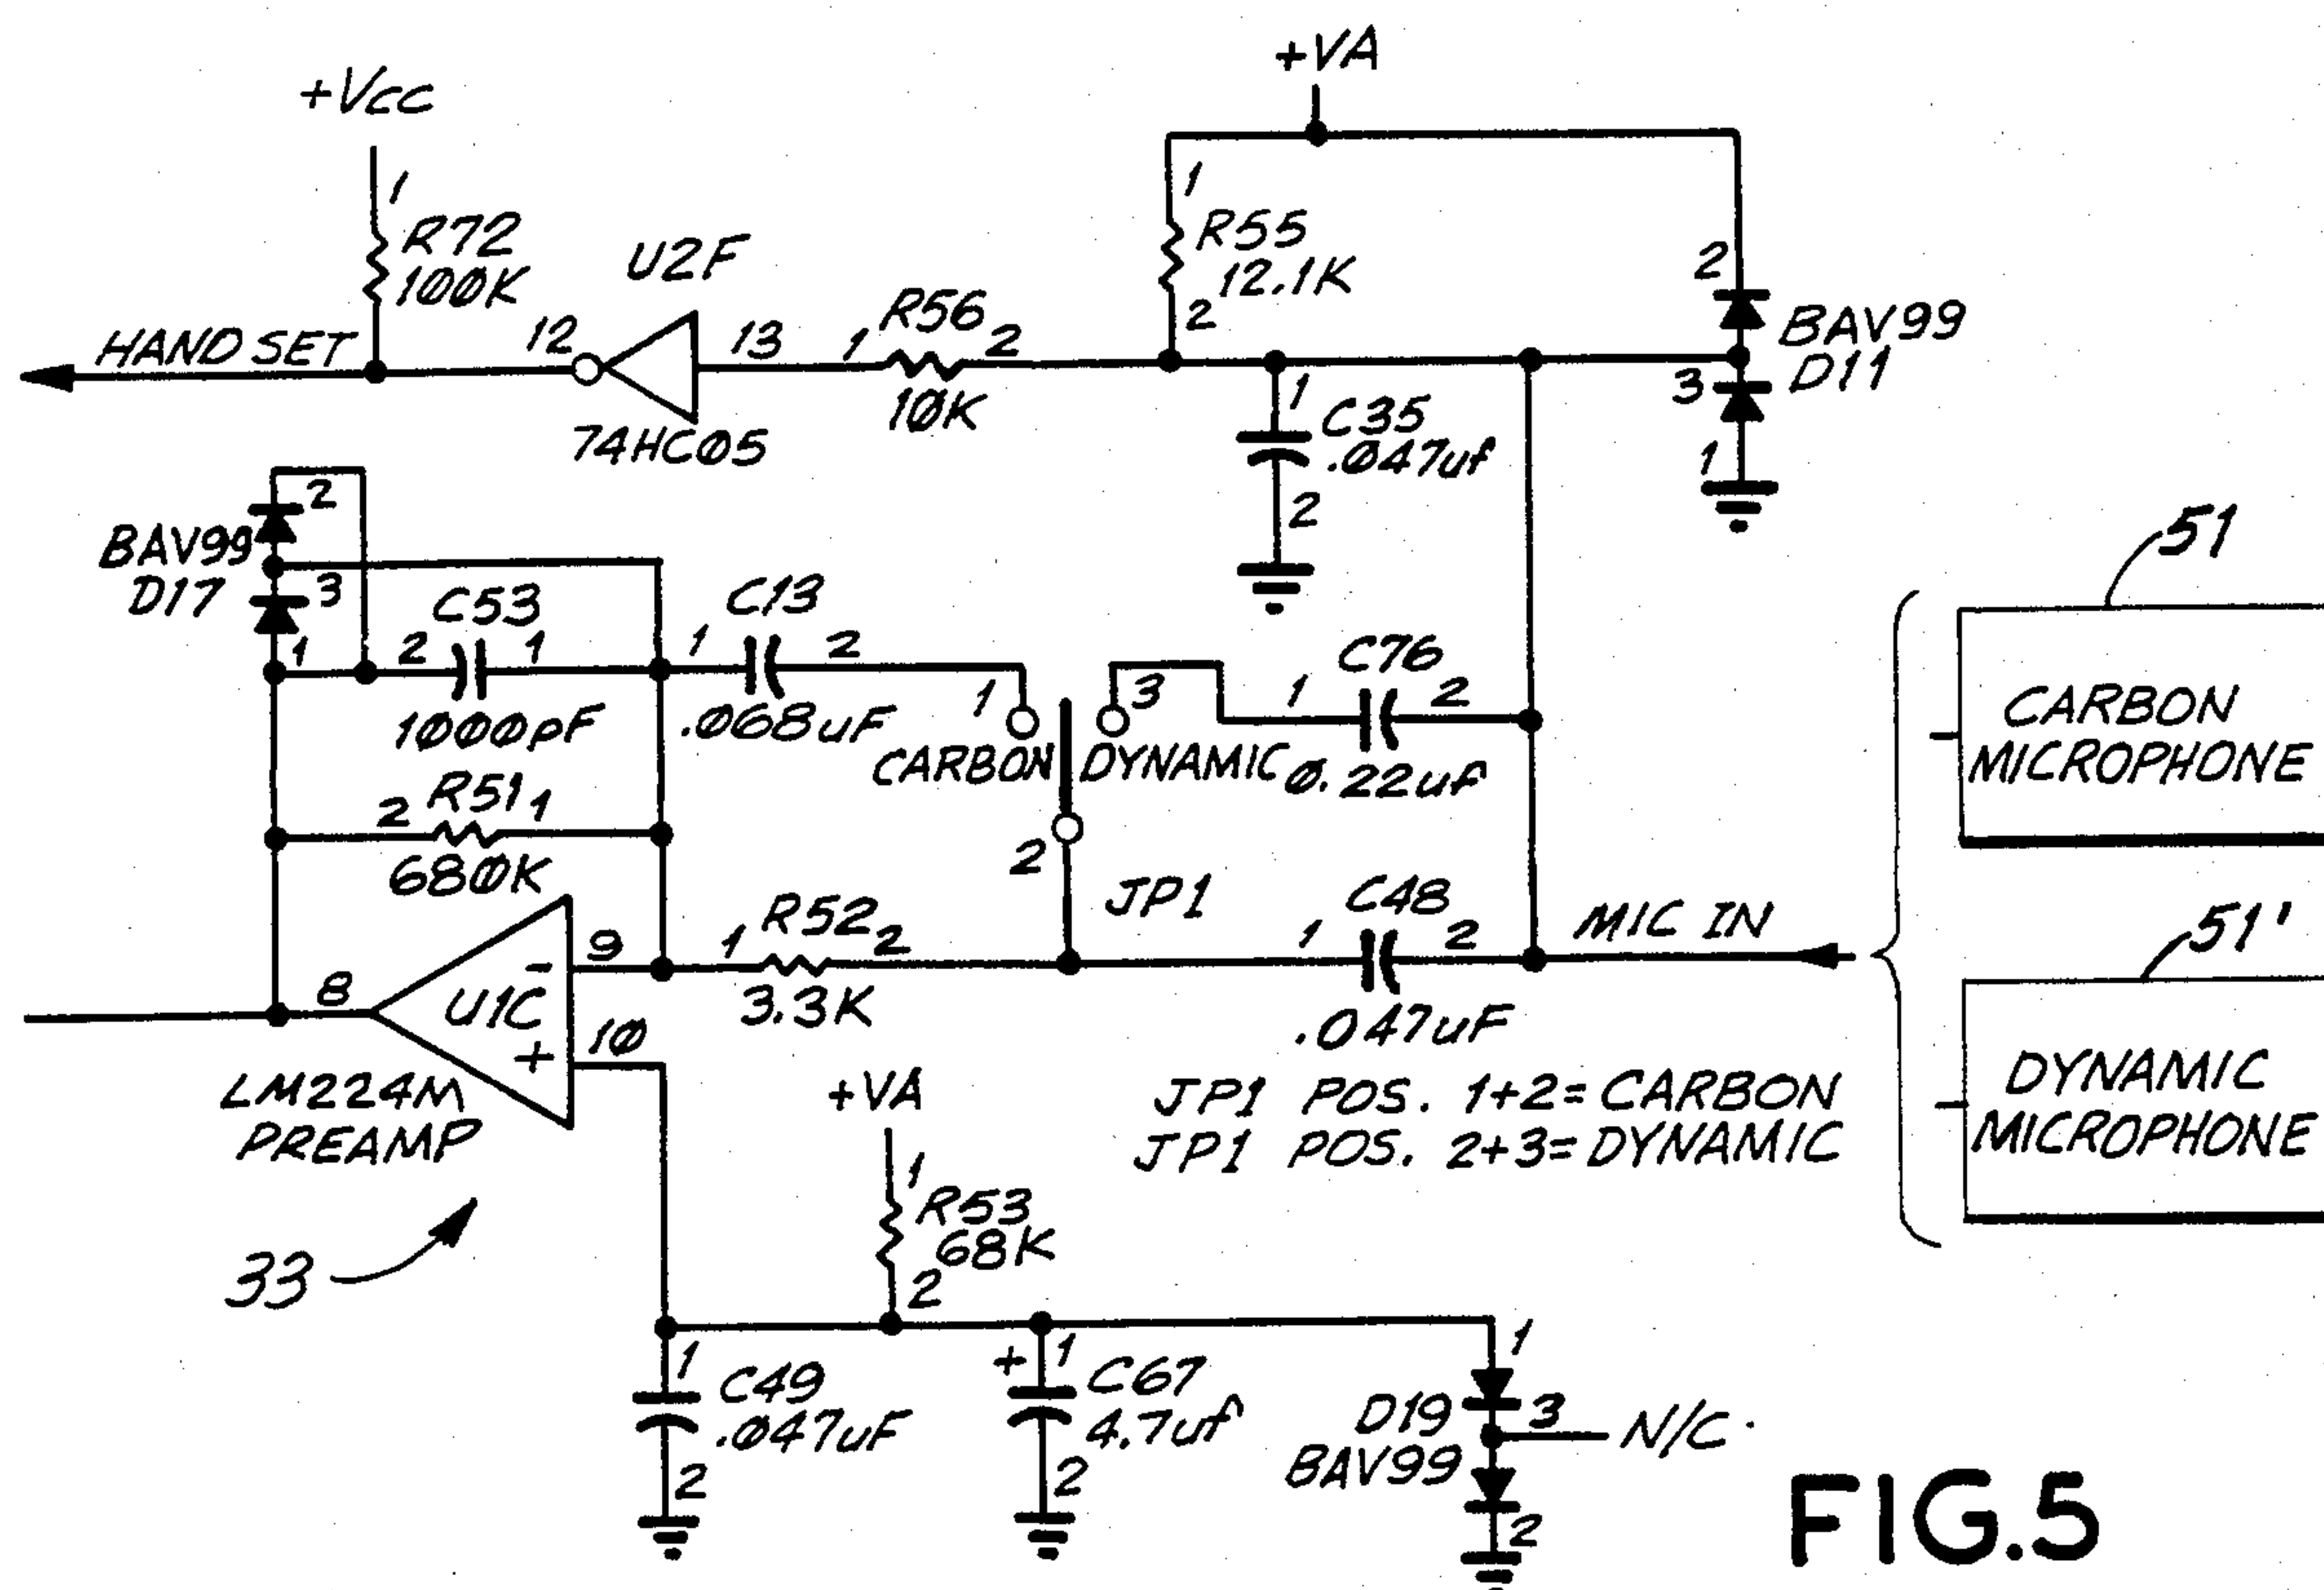 +VA
+Vcc
1
R72
100K
HANDSET
12
U2F
74HC05
13
1
R56
2
10K
1
R55
12.1K
2
2
BAV99
D11
3
1
1
C35
.047uf
2
2
BAV99
D17
3
1
2
C53
1
1000pF
1
C13
2
.068uF
1
CARBON
3
DYNAMIC
1
C76
2
0.22uf
51
CARBON
MICROPHONE
2
R51
1
680K
2
JP1
8
U1C
-
+
9
10
LM224M
PREAMP
1
R52
2
3.3K
1
C48
2
.047uF
MIC IN
51'
DYNAMIC
MICROPHONE
JP1 POS. 1+2=CARBON
JP1 POS. 2+3=DYNAMIC
33
+VA
1
R53
68K
2
1
C49
.047uF
2
+
1
C67
4.7uf
2
1
D19
BAV99
3
N/C
2
FIG.5